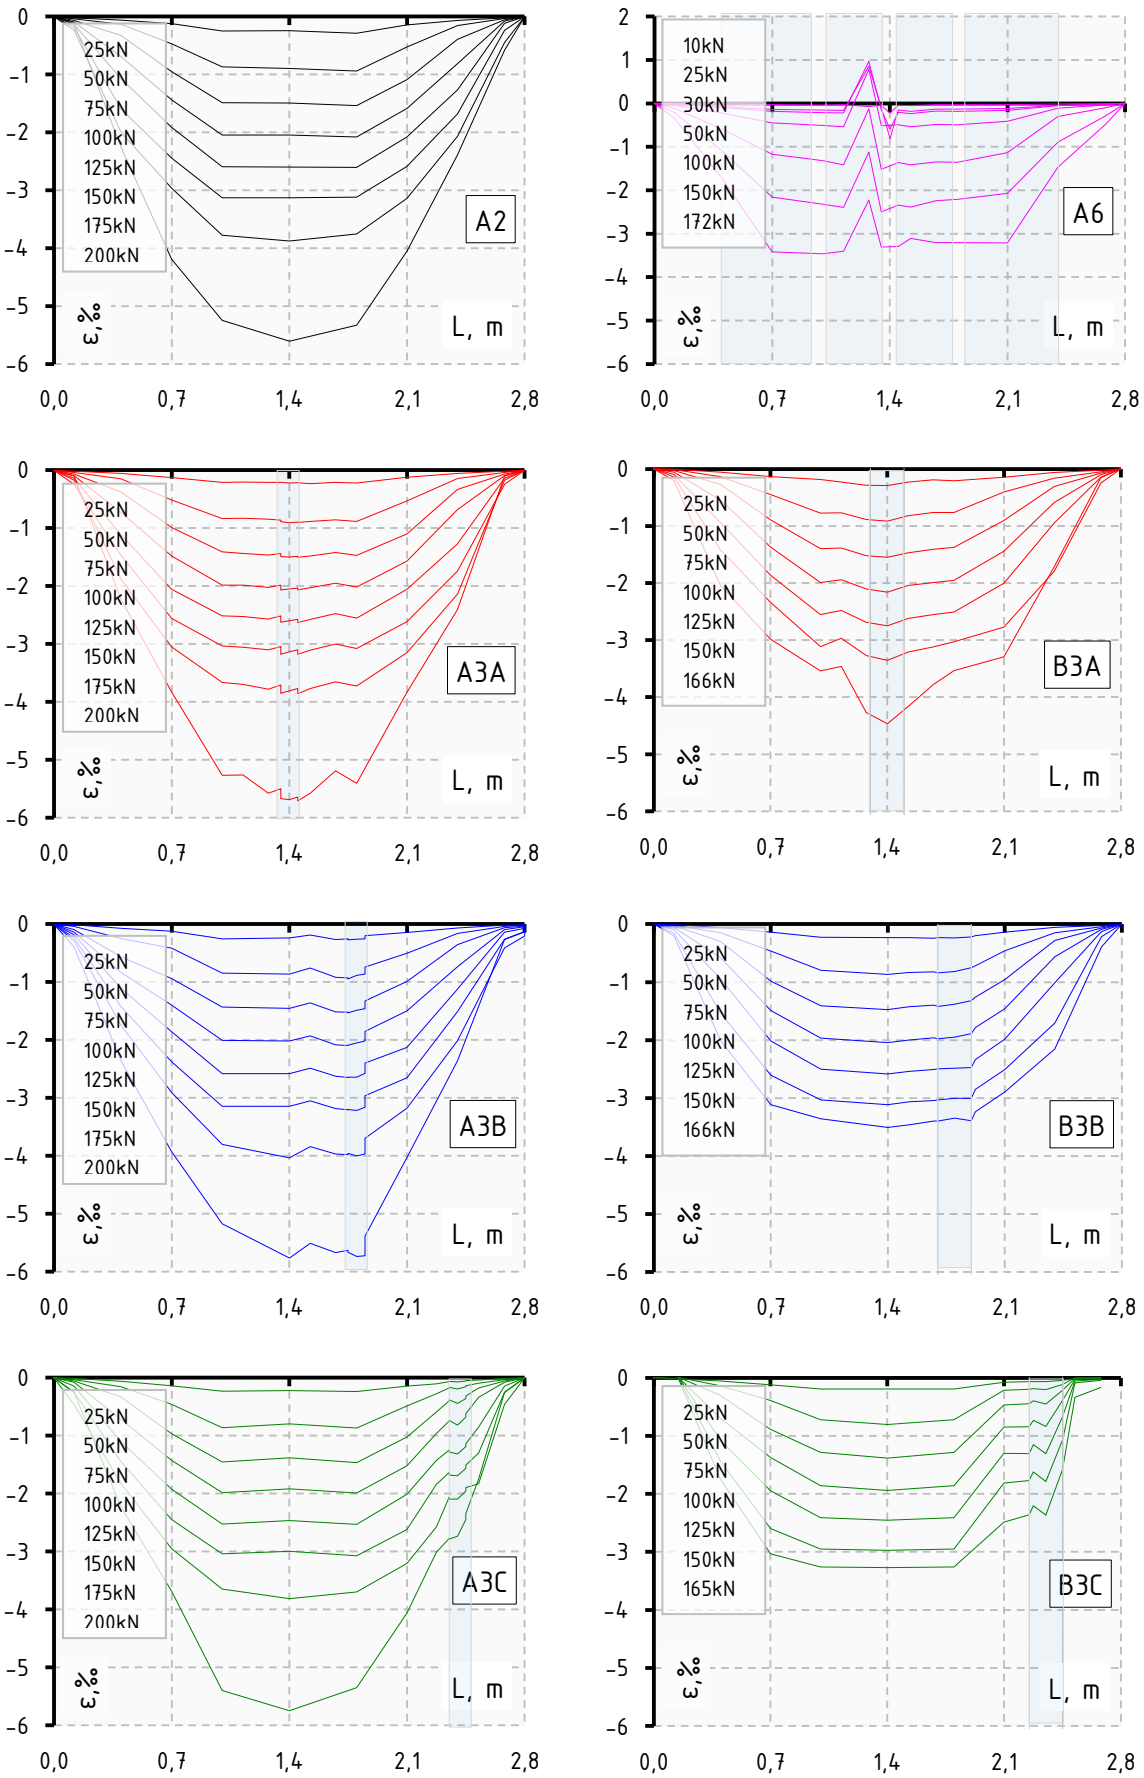 0
25kN
50kN
-1
75kN
100kN
-2
125kN
150kN
-3
175kN
A2
200kN
-4
-5
ε,‰
L, m
-6
0,0
0,7
1,4
2,1
2,8
2
10kN
1
25kN
0
30kN
50kN
-1
100kN
-2
150kN
A6
172kN
-3
-4
-5
ε,‰
L, m
-6
0,0
0,7
1,4
2,1
2,8
0
25kN
-1
50kN
75kN
-2
100kN
125kN
-3
150kN
A3A
175kN
-4
200kN
-5
ε,‰
L, m
-6
0,0
0,7
1,4
2,1
2,8
0
25kN
-1
50kN
75kN
-2
100kN
125kN
-3
150kN
B3A
166kN
-4
-5
ε,‰
L, m
-6
0,0
0,7
1,4
2,1
2,8
0
25kN
-1
50kN
75kN
-2
100kN
125kN
-3
150kN
A3B
175kN
-4
200kN
-5
ε,‰
L, m
-6
0,0
0,7
1,4
2,1
2,8
0
25kN
-1
50kN
75kN
-2
100kN
125kN
-3
150kN
B3B
166kN
-4
-5
ε,‰
L, m
-6
0,0
0,7
1,4
2,1
2,8
0
25kN
-1
50kN
75kN
-2
100kN
125kN
-3
150kN
A3C
175kN
-4
200kN
-5
ε,‰
L, m
-6
0,0
0,7
1,4
2,1
2,8
0
25kN
-1
50kN
75kN
-2
100kN
125kN
-3
150kN
B3C
165kN
-4
-5
ε,‰
L, m
-6
0,0
0,7
1,4
2,1
2,8